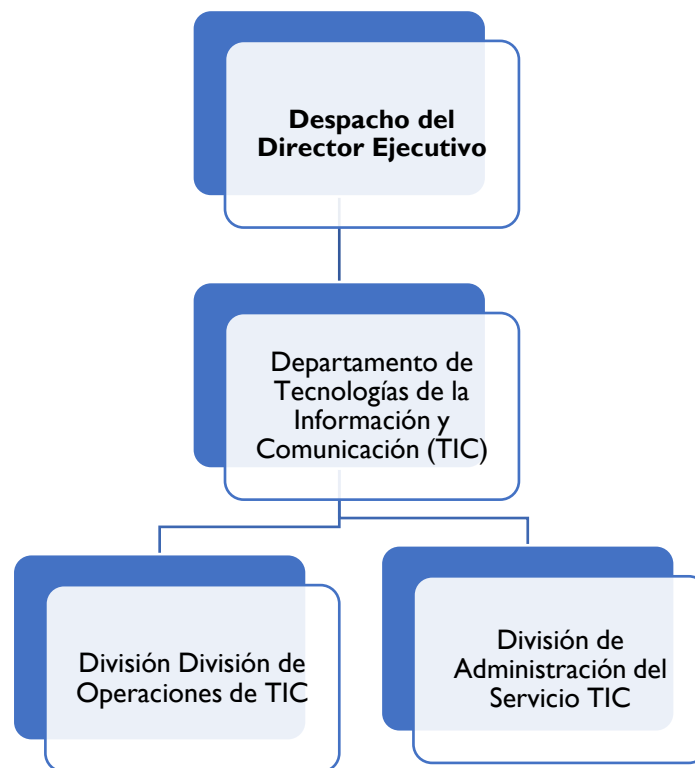 Despacho del
Director Ejecutivo
Departamento de
Tecnologías de la
Información y
Comunicación (TIC)
División División de
Operaciones de TIC
División de
Administración del
Servicio TIC